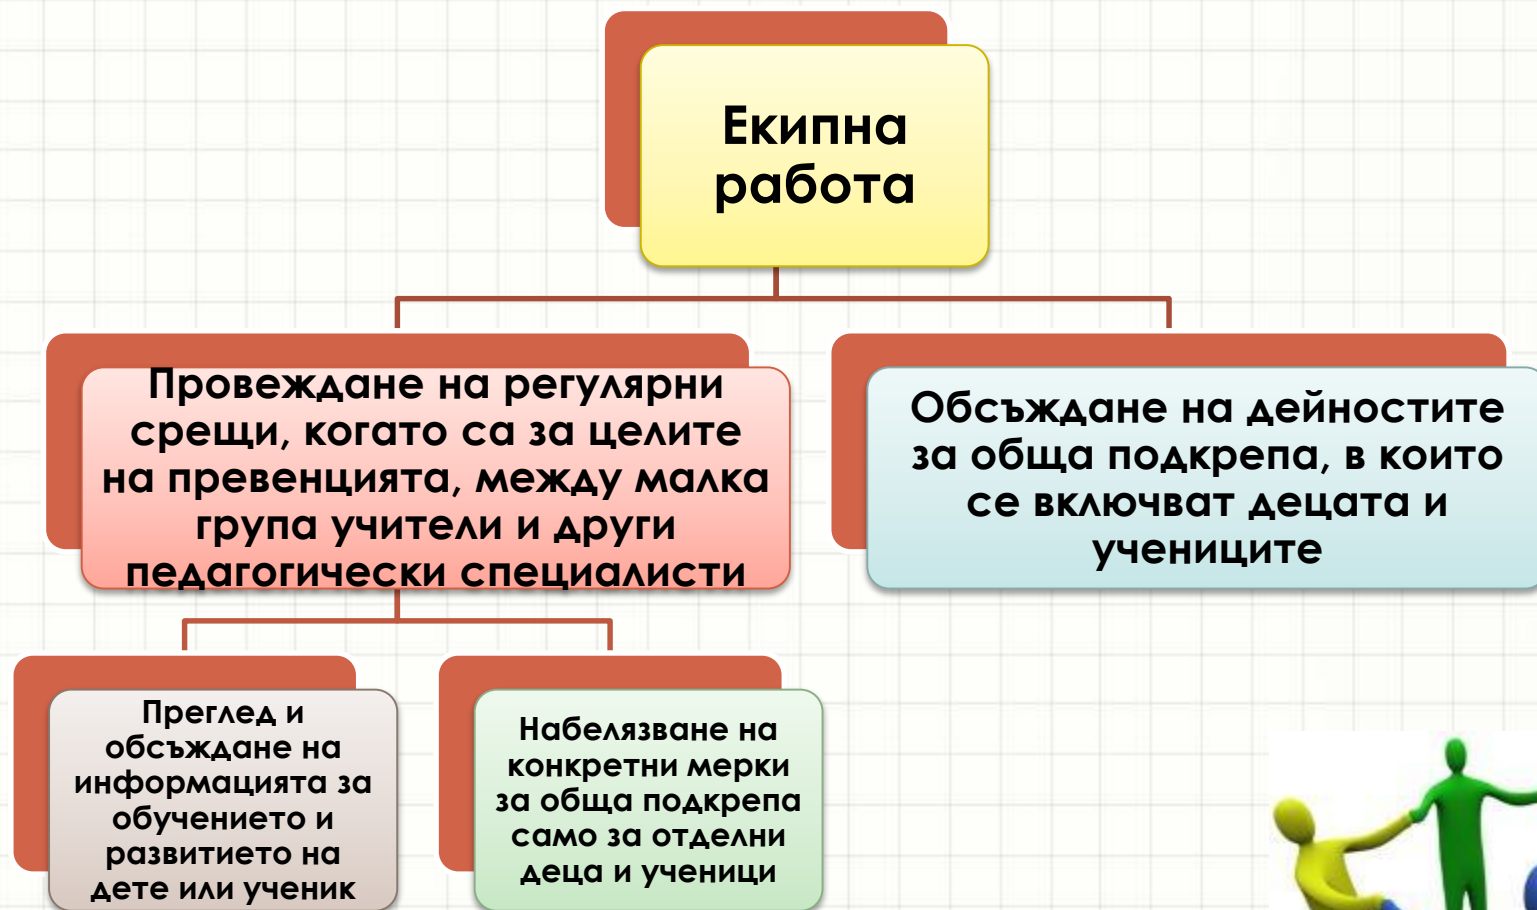 Екипна
работа
Провеждане на регулярни
срещи, когато са за целите
на превенцията, между малка
група учители и други
педагогически специалисти
Обсъждане на дейностите
за обща подкрепа, в които
се включват децата и
учениците
Преглед и
обсъждане на
информацията за
обучението и
развитието на
дете или ученик
Набелязване на
конкретни мерки
за обща подкрепа
само за отделни
деца и ученици